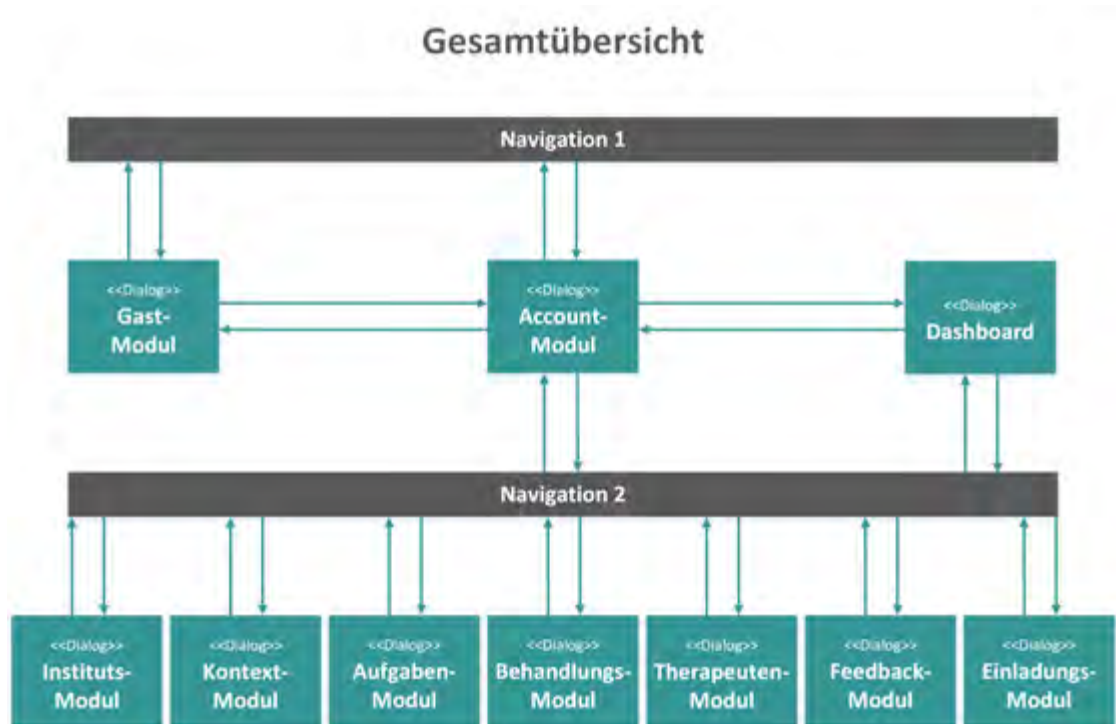 Gesamtübersicht
Navigation 1
<<Dialog>>
Gast-
Modul
<<Dialog>>
Account-
Modul
<<Dialog>>
Dashboard
Navigation 2
<<Dialog>>
Instituts-
Modul
<<Dialog>>
Kontext-
Modul
<<Dialog>>
Aufgaben-
Modul
<<Dialog>>
Behandlungs-
Modul
<<Dialog>>
Therapeuten-
Modul
<<Dialog>>
Feedback-
Modul
<<Dialog>>
Einladungs-
Modul